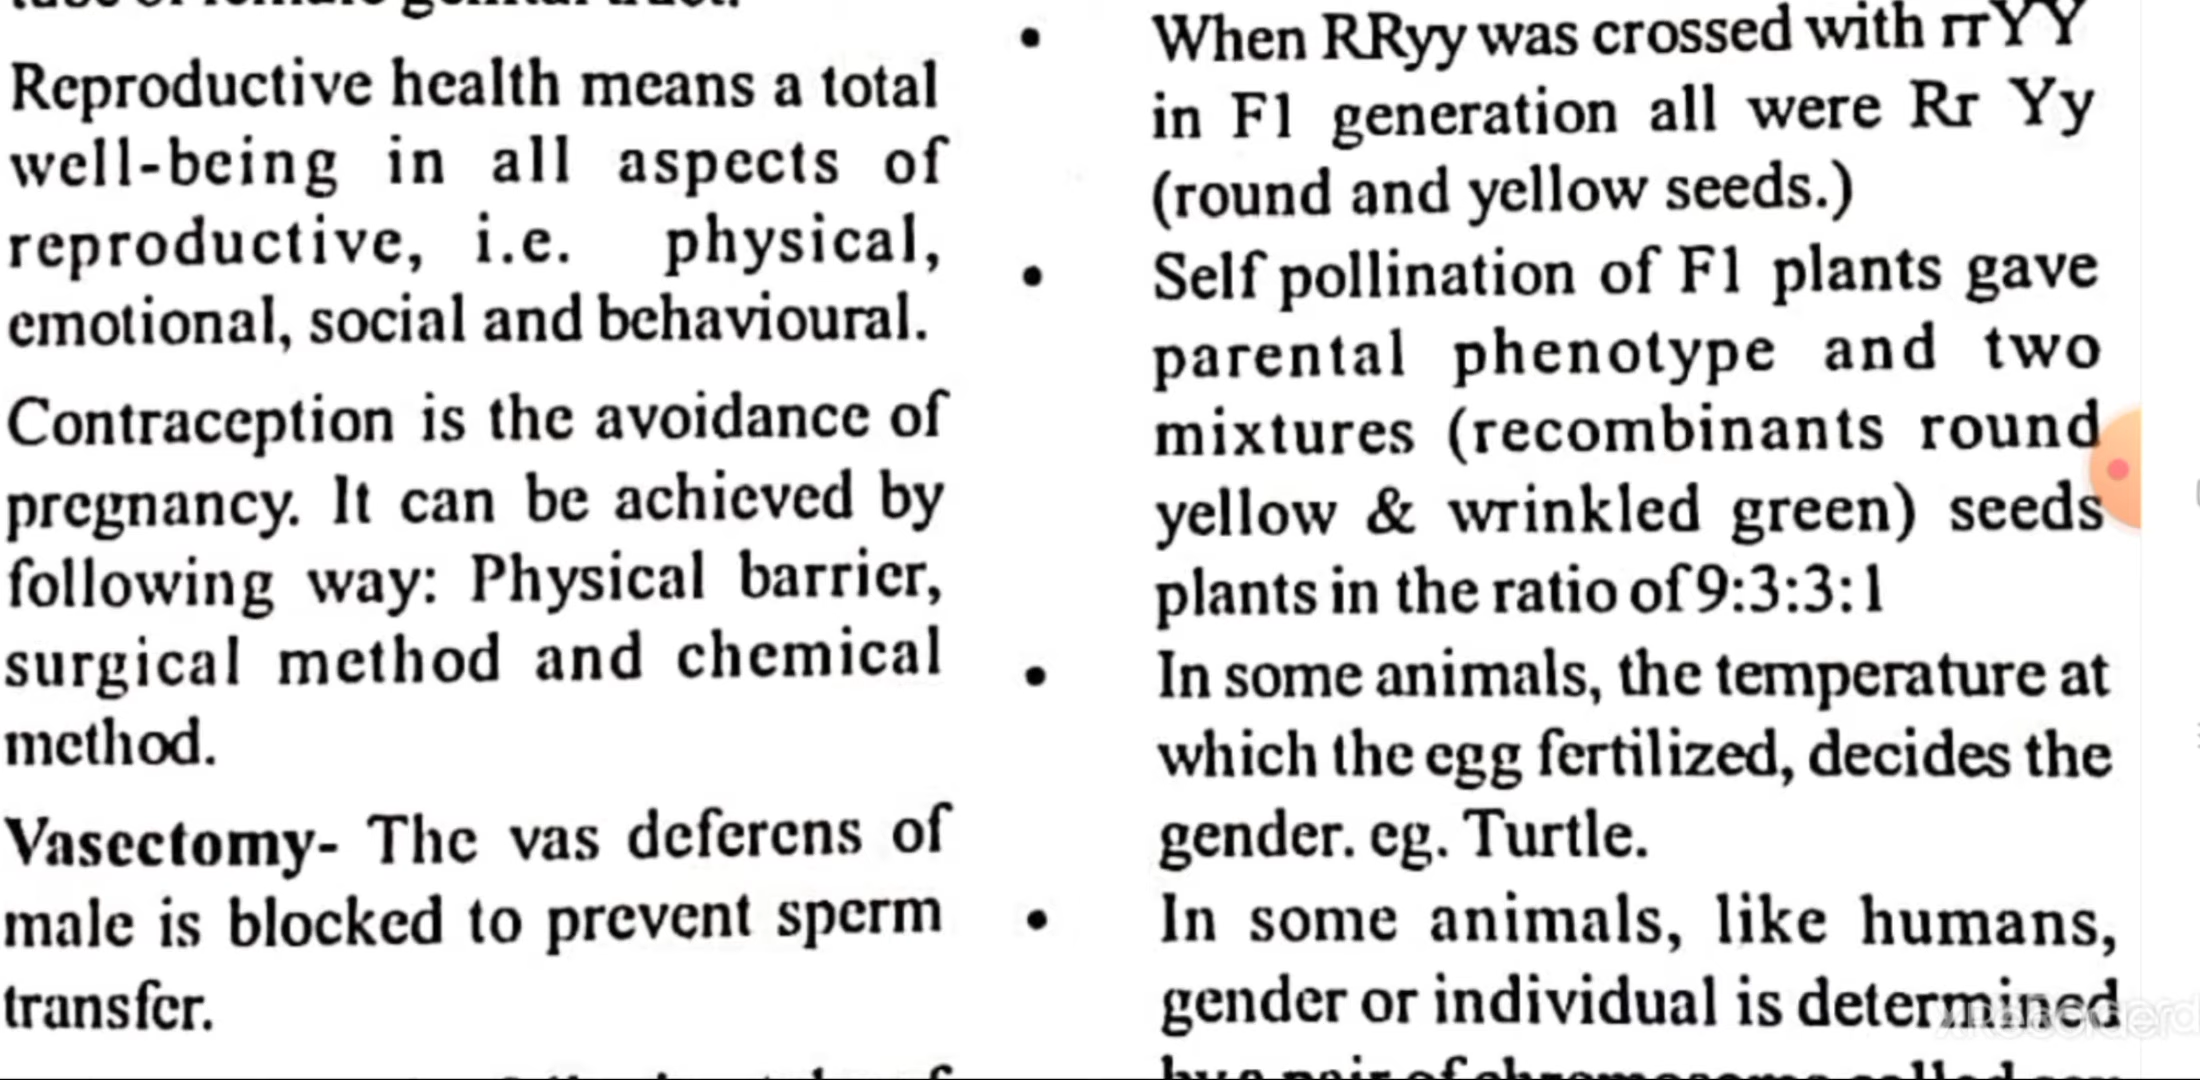 Reproductive health means a total
well-being in all aspects of
reproductive, i.e. physical,
emotional, social and behavioural.
Contraception is the avoidance of
pregnancy. It can be achieved by
following way: Physical barrier,
surgical method and chemical
method.
Vasectomy- The vas deferens of
male is blocked to prevent sperm
transfer.
• When RRyy was crossed with rrYY
in F1 generation all were Rr Yy
(round and yellow seeds.)
• Self pollination of F1 plants gave
parental phenotype and two
mixtures (recombinants round
yellow & wrinkled green) seeds
plants in the ratio of 9:3:3:1
• In some animals, the temperature at
which the egg fertilized, decides the
gender. eg. Turtle.
• In some animals, like humans,
gender or individual is determined